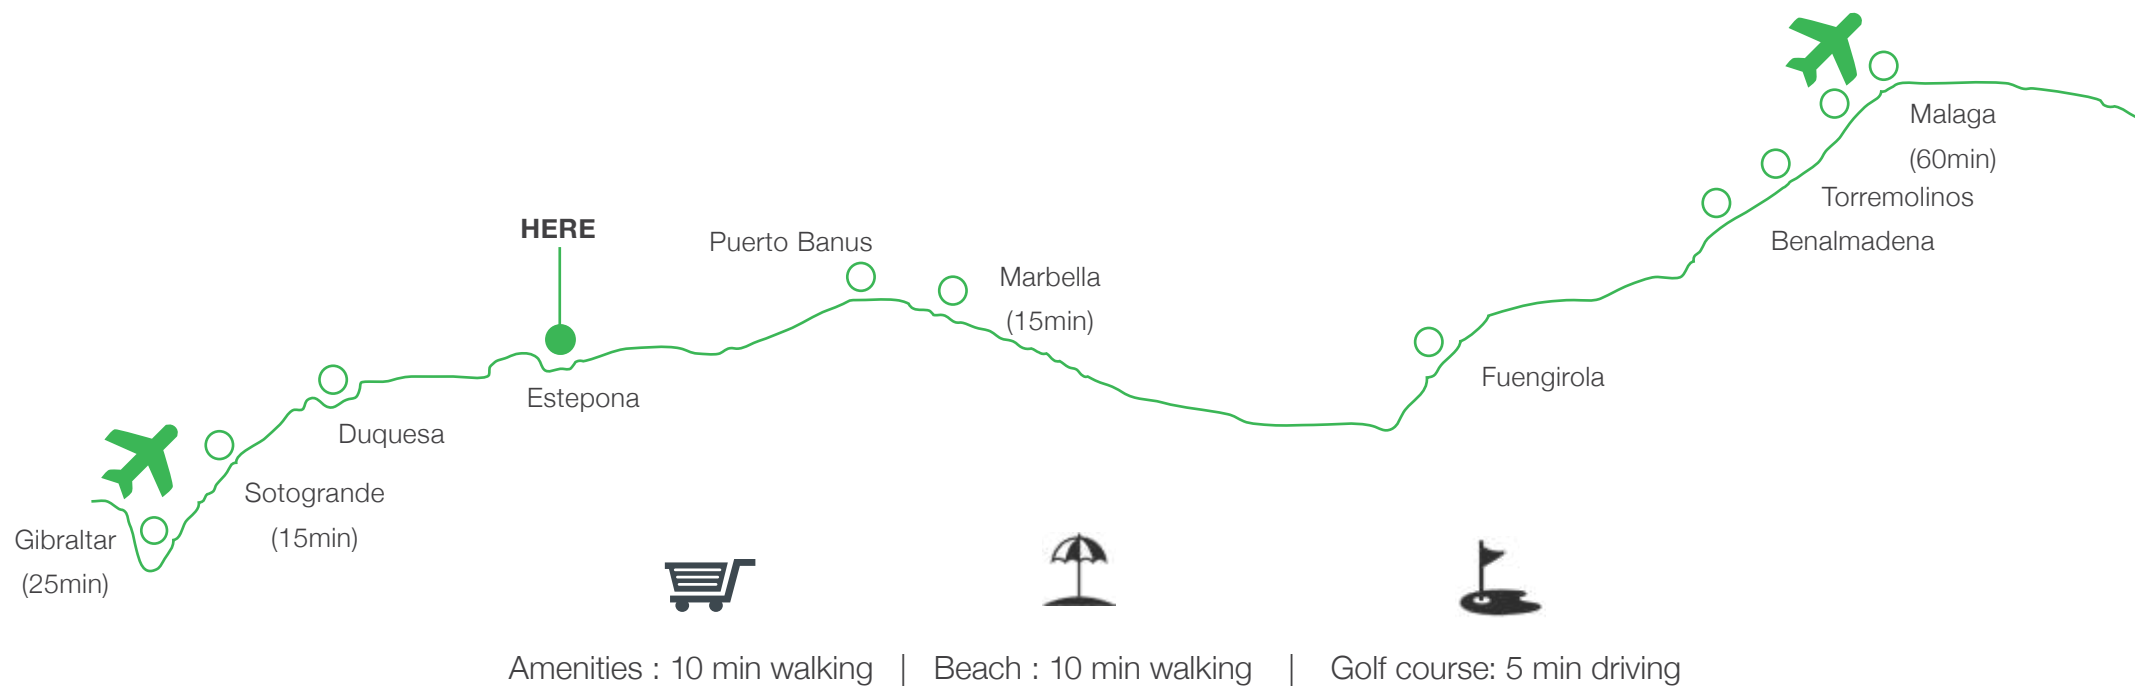 Malaga
(60min)
Torremolinos
Benalmadena
HERE
Puerto Banus
Marbella
(15min)
Fuengirola
Estepona
Duquesa
Sotogrande
(15min)
Gibraltar
(25min)
Amenities : 10 min walking | Beach : 10 min walking | Golf course: 5 min driving